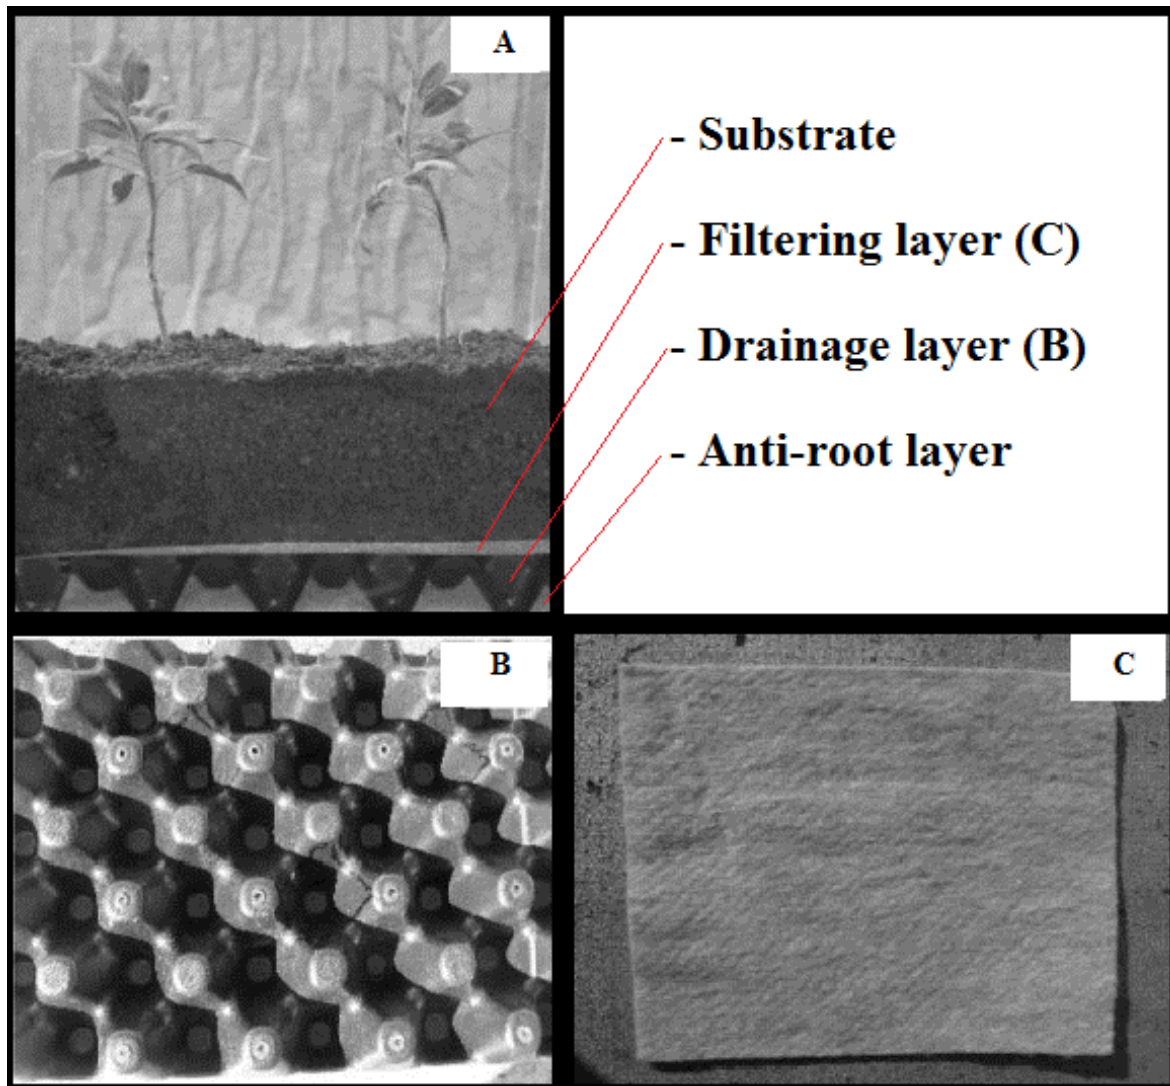 A
- Substrate
- Filtering layer (C)
- Drainage layer (B)
- Anti-root layer
B
C